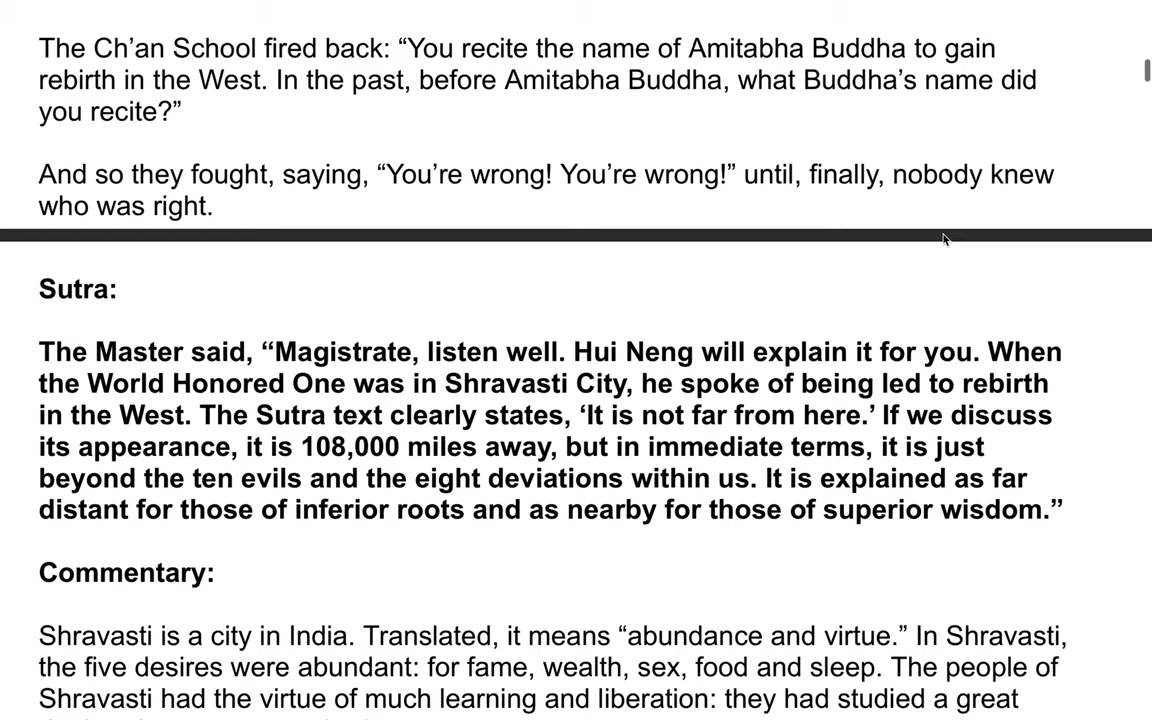 The Ch’an School fired back: “You recite the name of Amitabha Buddha to gain
rebirth in the West. In the past, before Amitabha Buddha, what Buddha’s name did
you recite?”
And so they fought, saying, “You’re wrong! You’re wrong!” until, finally, nobody knew
who was right.
Sutra:
The Master said, “Magistrate, listen well. Hui Neng will explain it for you. When
the World Honored One was in Shravasti City, he spoke of being led to rebirth
in the West. The Sutra text clearly states, ‘It is not far from here.’ If we discuss
its appearance, it is 108,000 miles away, but in immediate terms, it is just
beyond the ten evils and the eight deviations within us. It is explained as far
distant for those of inferior roots and as nearby for those of superior wisdom.”
Commentary:
Shravasti is a city in India. Translated, it means “abundance and virtue.” In Shravasti,
the five desires were abundant: for fame, wealth, sex, food and sleep. The people of
Shravasti had the virtue of much learning and liberation: they had studied a great